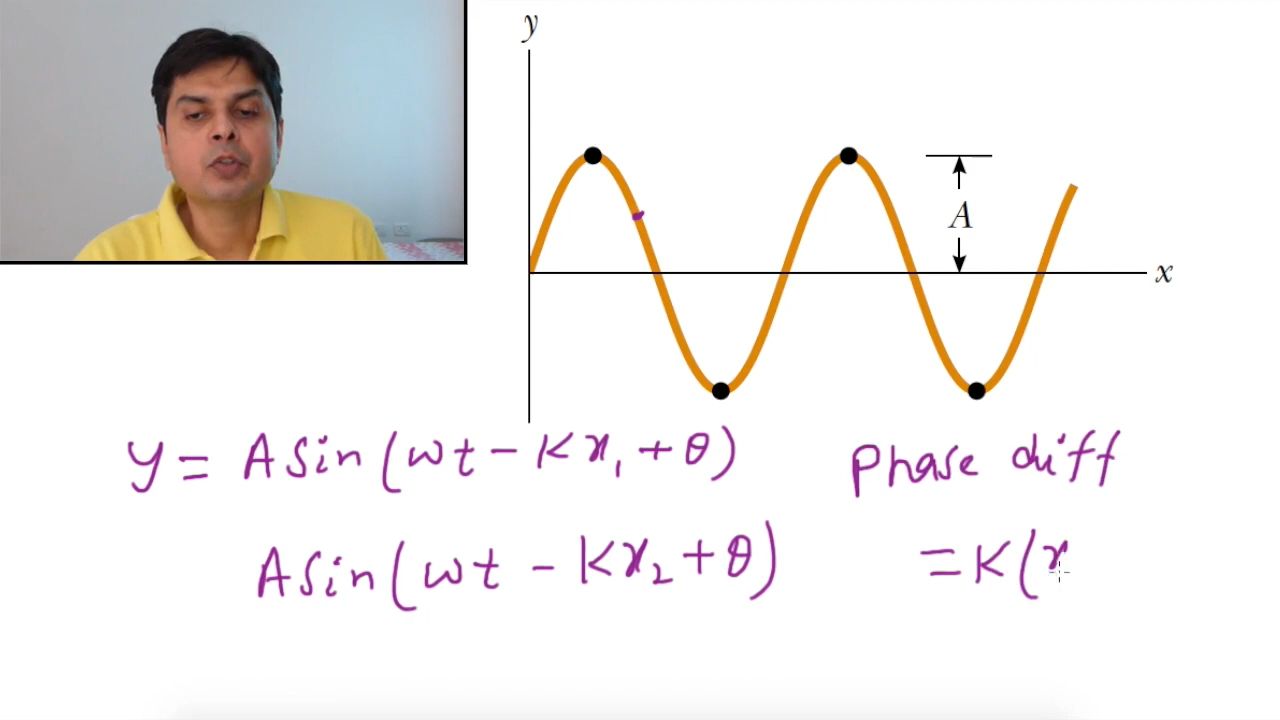 y
A
x
y = A sin(ωt - Kx₁ + θ)
Phase diff
A sin(ωt - Kx₂ + θ)
= K(x